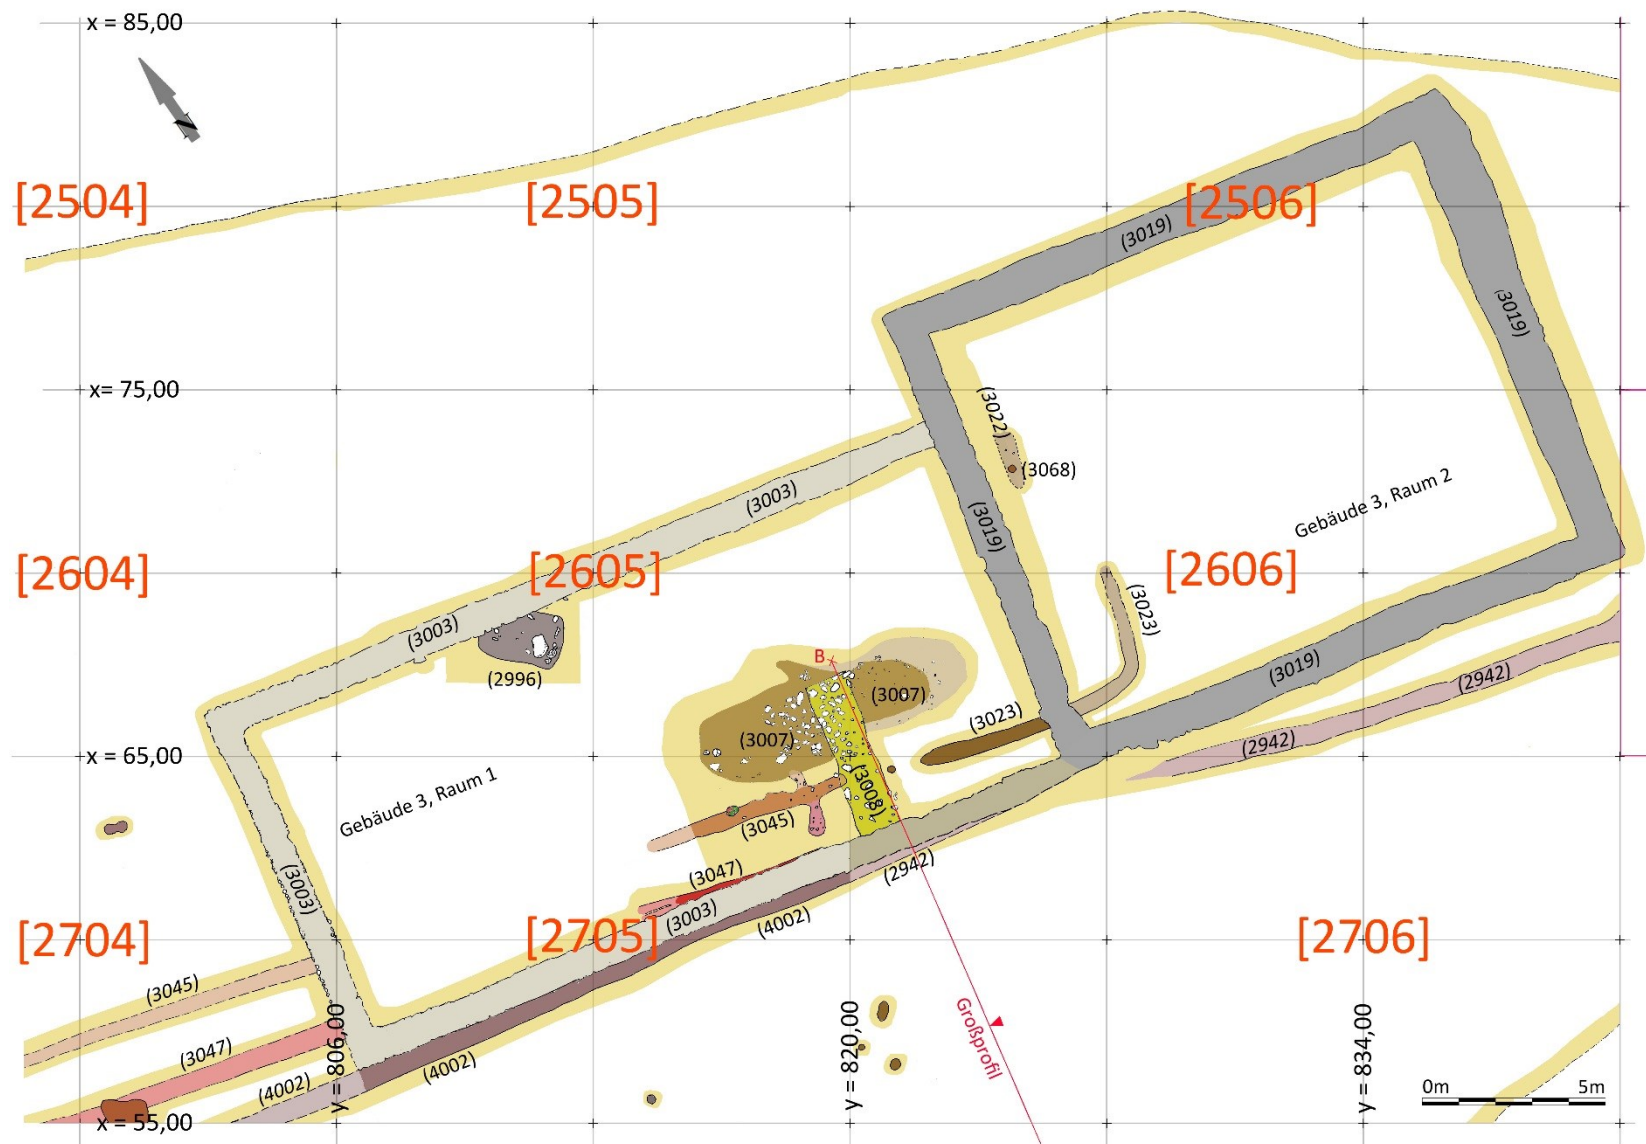 x = 85,00
N
[2504]
[2505]
[2506]
(3019)
(3019)
x= 75,00
(3022)
(3068)
(3003)
(3019)
Gebäude 3, Raum 2
[2604]
[2605]
[2606]
(3003)
(3023)
(2996)
B
(3007)
(3019)
(2942)
(3023)
(3007)
(2942)
x = 65,00
(3008)
Gebäude 3, Raum 1
(3045)
(3047)
(2942)
(3003)
(3003)
(4002)
[2704]
[2705]
[2706]
(3045)
(3047)
(4002)
(4002)
y = 806,00
y = 820,00
Großprofil
y = 834,00
0m 5m
x = 55,00